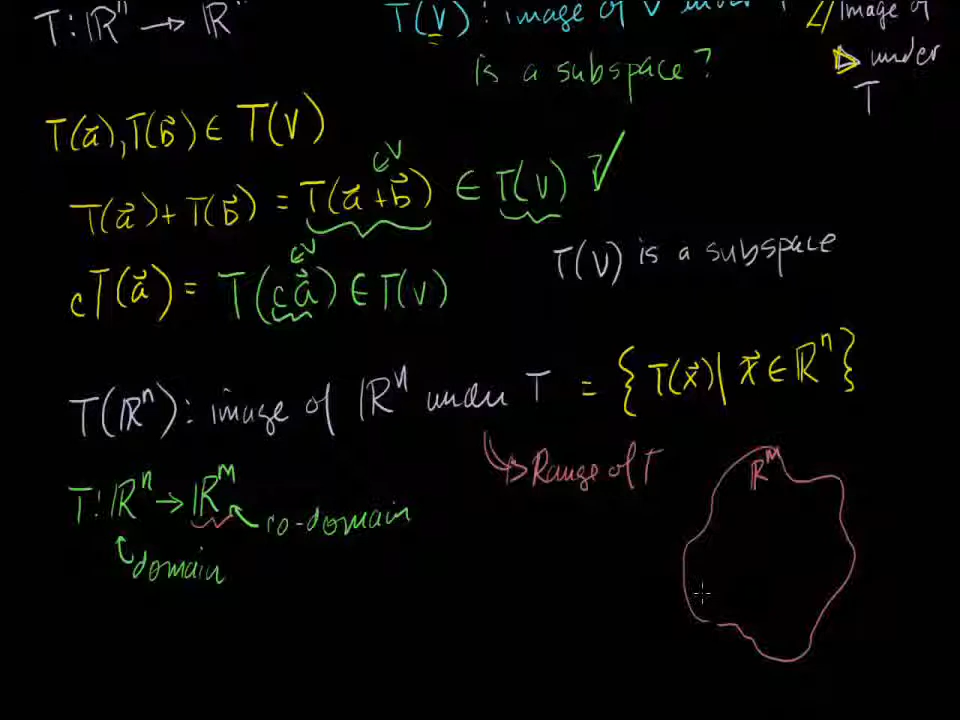 T: ℝⁿ → ℝ
T(V): image of V under
image of
is a subspace?
under
T
T(a⃗), T(b⃗) ∈ T(V)
∈V
T(a⃗) + T(b⃗) = T(a⃗ + b⃗) ∈ T(V) ?
∈V
cT(a⃗) = T(ca⃗) ∈ T(V)
T(V) is a subspace
T(ℝⁿ): image of ℝⁿ under T = {T(x⃗) | x⃗ ∈ ℝⁿ}
Range of T
ℝᵐ
T: ℝⁿ → ℝᵐ
co-domain
domain